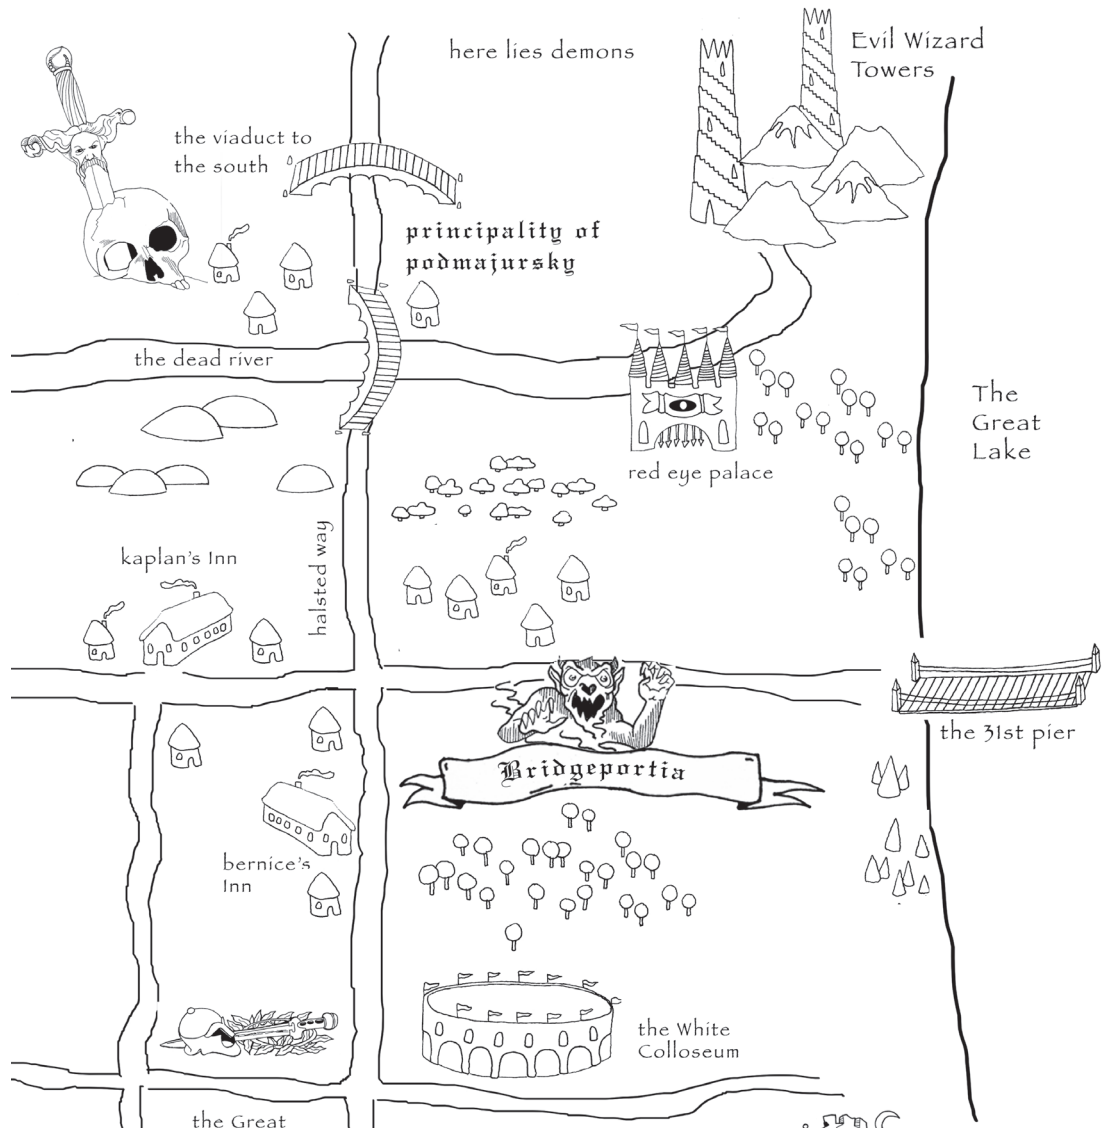 here lies demons
Evil Wizard
Towers
the viaduct to
the south
principality of
podmajursky
the dead river
The
Great
Lake
red eye palace
kaplan's Inn
halsted way
the 31st pier
Bridgeportia
bernice's
Inn
the White
Colloseum
the Great